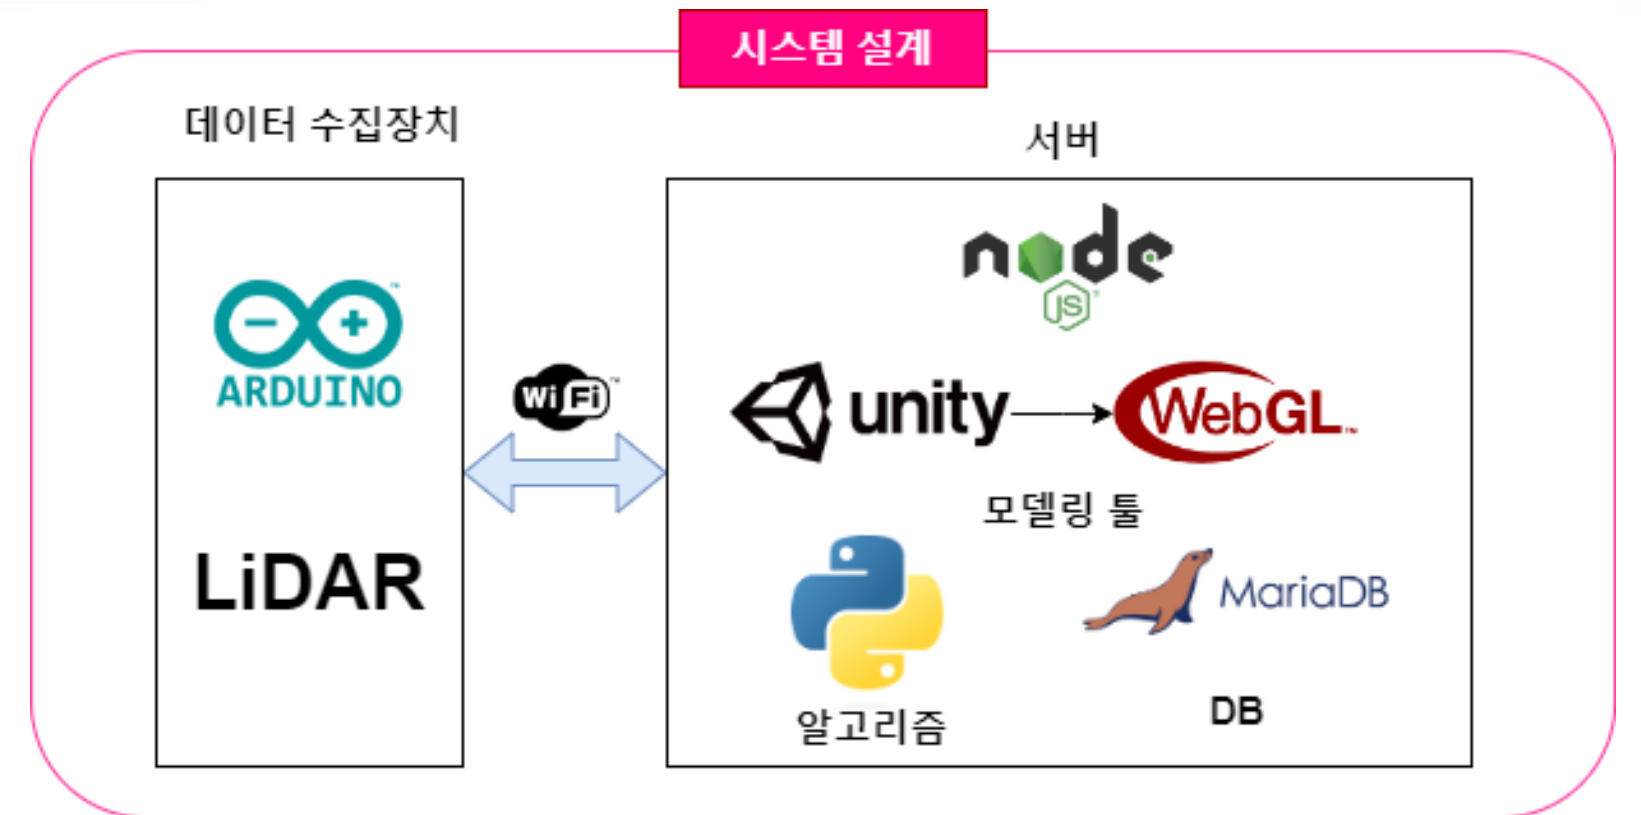 시스템 설계
데이터 수집장치
서버
ARDUINO
LiDAR
WiFi
node
JS
unity
WebGL
모델링 툴
알고리즘
MariaDB
DB